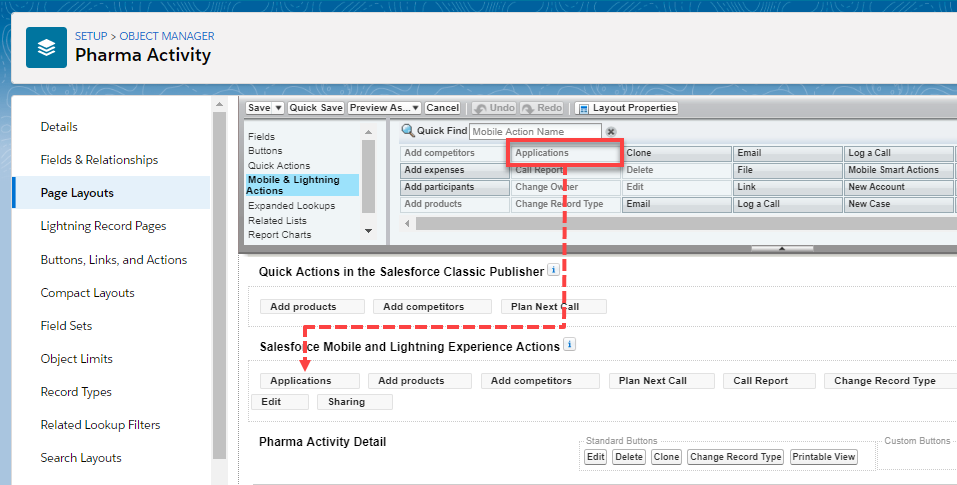 SETUP > OBJECT MANAGER
Pharma Activity
Details
Fields & Relationships
Page Layouts
Lightning Record Pages
Buttons, Links, and Actions
Compact Layouts
Field Sets
Object Limits
Record Types
Related Lookup Filters
Search Layouts
Save Quick Save Preview As... Cancel Undo Redo Layout Properties
Fields
Buttons
Quick Actions
Mobile & Lightning
Actions
Expanded Lookups
Related Lists
Report Charts
Quick Find Mobile Action Name
Add competitors Applications Clone Email Log a Call
Add expenses Call Report Delete File Mobile Smart Actions
Add participants Change Owner Edit Link New Account
Add products Change Record Type Email Log a Call New Case
Quick Actions in the Salesforce Classic Publisher i
Add products Add competitors Plan Next Call
Salesforce Mobile and Lightning Experience Actions i
Applications Add products Add competitors Plan Next Call Call Report Change Record Type
Edit Sharing
Pharma Activity Detail
Standard Buttons
Edit Delete Clone Change Record Type Printable View
Custom Buttons